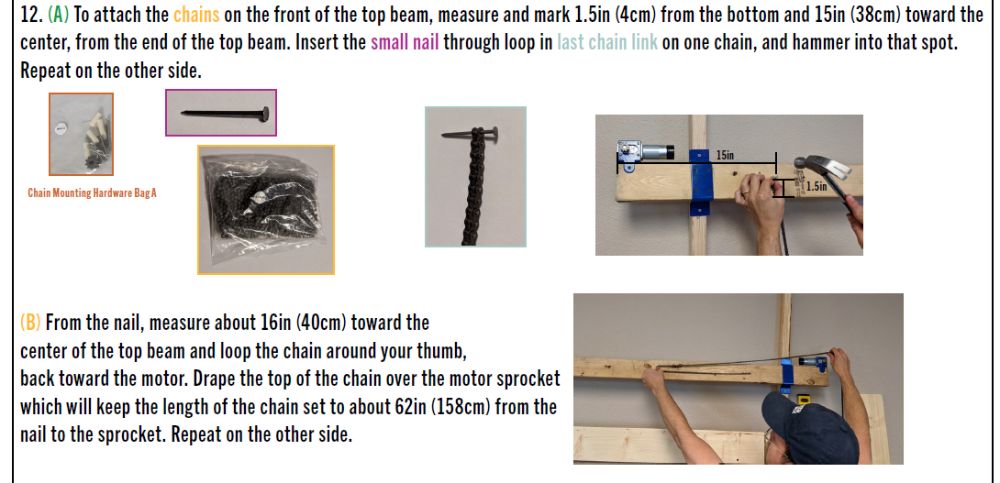 12. (A) To attach the chains on the front of the top beam, measure and mark 1.5in (4cm) from the bottom and 15in (38cm) toward the
center, from the end of the top beam. Insert the small nail through loop in last chain link on one chain, and hammer into that spot.
Repeat on the other side.
Chain Mounting Hardware Bag A
15in
1.5in
(B) From the nail, measure about 16in (40cm) toward the
center of the top beam and loop the chain around your thumb,
back toward the motor. Drape the top of the chain over the motor sprocket
which will keep the length of the chain set to about 62in (158cm) from the
nail to the sprocket. Repeat on the other side.